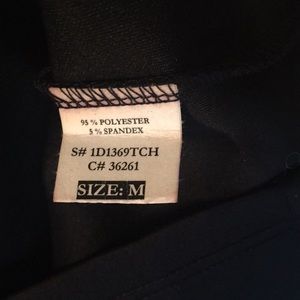 95 % POLYESTER
5 % SPANDEX
S# 1D1369TCH
C# 36261
SIZE: M